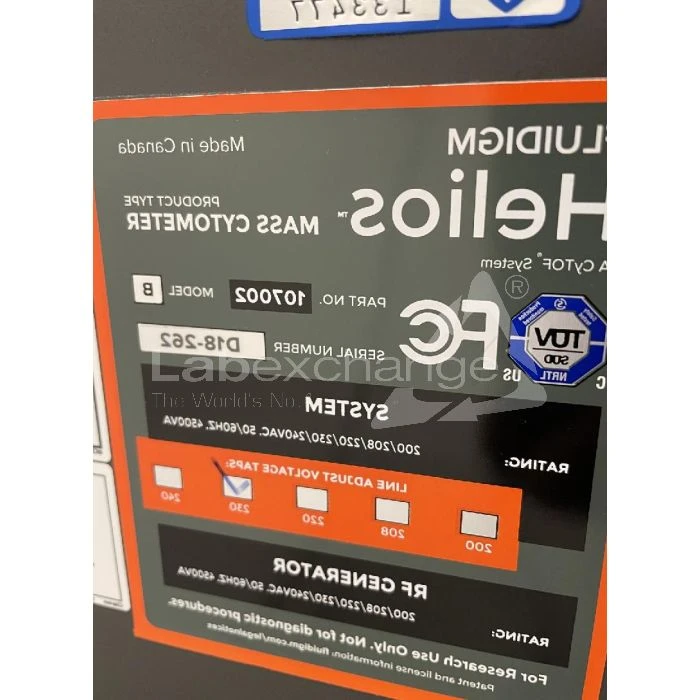 133477
FLUIDIGM
Made in Canada
Helios™
PRODUCT TYPE
MASS CYTOMETER
A CyTOF® System
PART NO. 107002 MODEL B
SERIAL NUMBER D18-262
FC
TUV
SUD
NRTL
C US
Labexchange®
The World's No.
SYSTEM
RATING: 200/208/220/230/240VAC, 50/60HZ, 4500VA
LINE ADJUST VOLTAGE TAPS:
200 208 220 230 240
RF GENERATOR
RATING: 200/208/220/230/240VAC, 50/60HZ, 4500VA
For Research Use Only. Not for diagnostic procedures.
Patent and license information: fluidigm.com/legalnotices